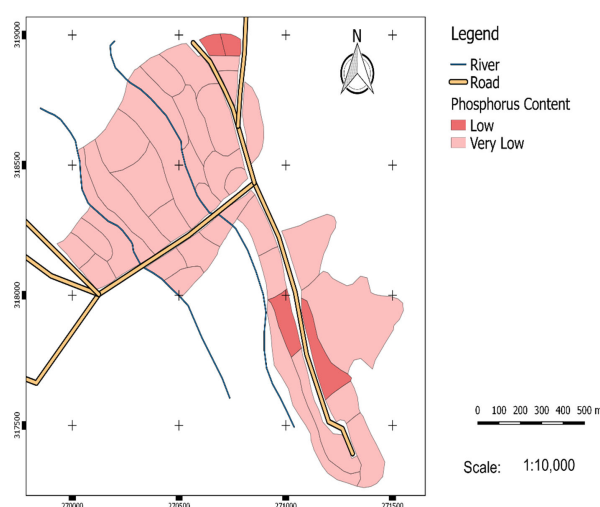 319000
318500
318000
317500
270000
270500
271000
271500
N
Legend
River
Road
Phosphorus Content
Low
Very Low
0 100 200 300 400 500 m
Scale: 1:10,000